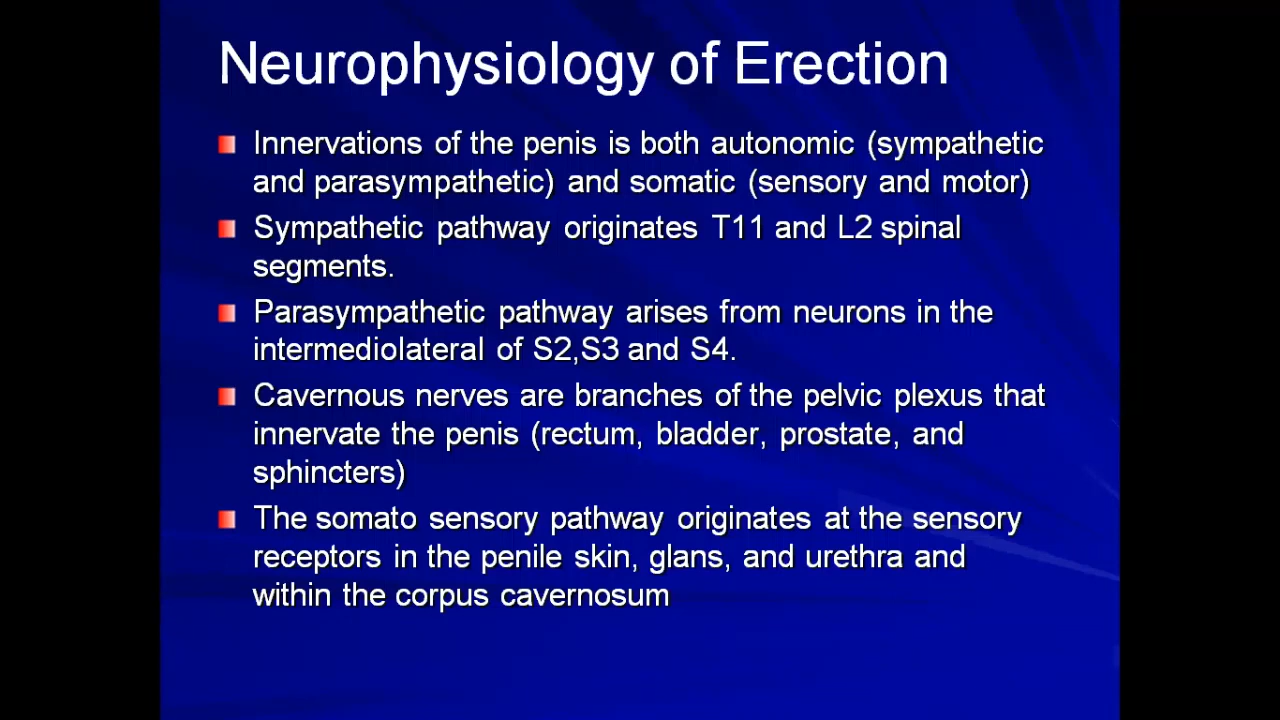 Neurophysiology of Erection
Innervations of the penis is both autonomic (sympathetic
and parasympathetic) and somatic (sensory and motor)
Sympathetic pathway originates T11 and L2 spinal
segments.
Parasympathetic pathway arises from neurons in the
intermediolateral of S2,S3 and S4.
Cavernous nerves are branches of the pelvic plexus that
innervate the penis (rectum, bladder, prostate, and
sphincters)
The somato sensory pathway originates at the sensory
receptors in the penile skin, glans, and urethra and
within the corpus cavernosum